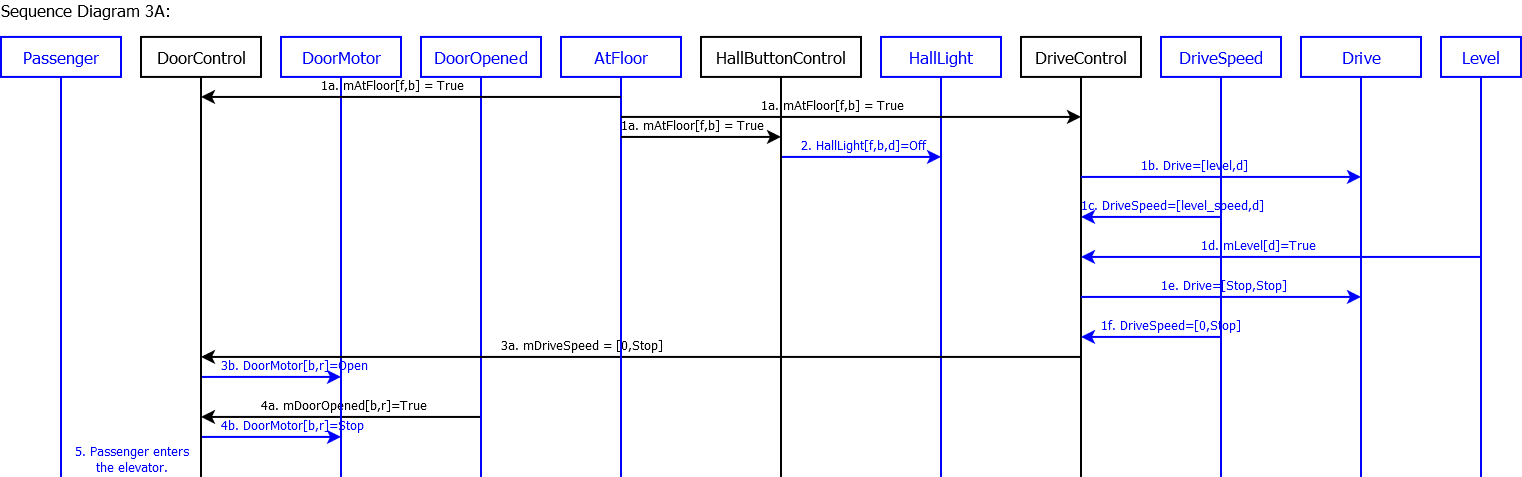 Sequence Diagram 3A:
Passenger
DoorControl
DoorMotor
DoorOpened
AtFloor
HallButtonControl
HallLight
DriveControl
DriveSpeed
Drive
Level
1a. mAtFloor[f,b] = True
1a. mAtFloor[f,b] = True
1a. mAtFloor[f,b] = True
2. HallLight[f,b,d]=Off
1b. Drive=[level,d]
1c. DriveSpeed=[level_speed,d]
1d. mLevel[d]=True
1e. Drive=[Stop,Stop]
1f. DriveSpeed=[0,Stop]
3a. mDriveSpeed = [0,Stop]
3b. DoorMotor[b,r]=Open
4a. mDoorOpened[b,r]=True
4b. DoorMotor[b,r]=Stop
5. Passenger enters
the elevator.